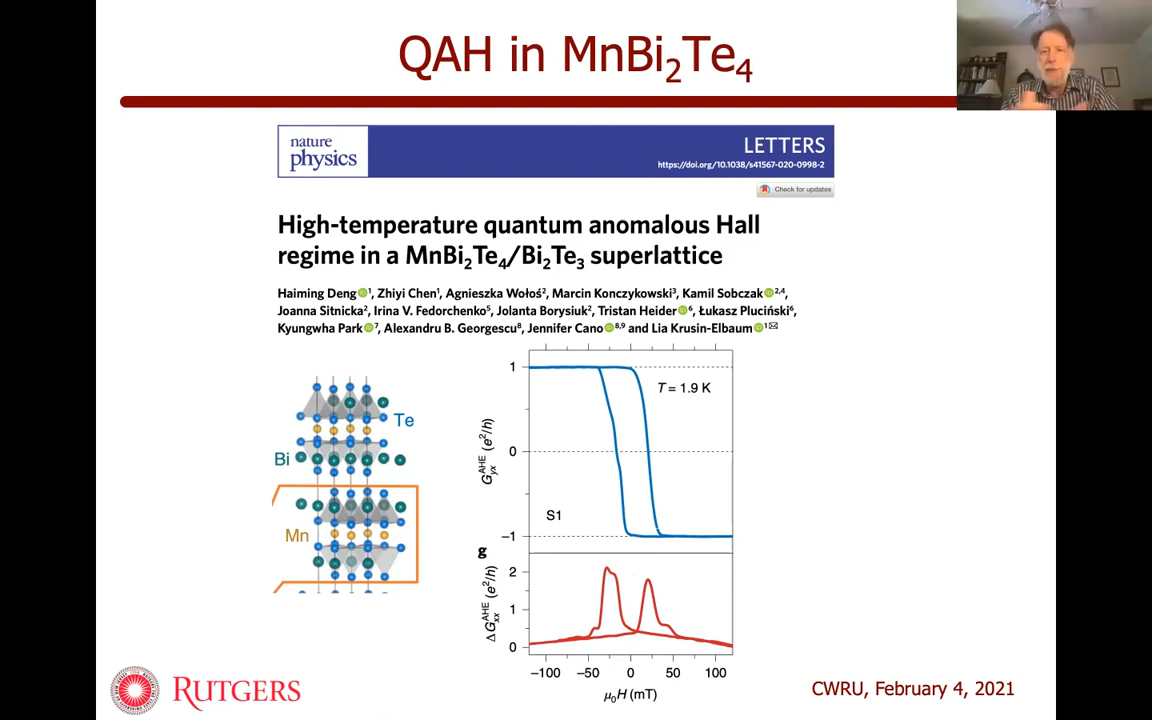 QAH in MnBi₂Te₄
nature
physics
LETTERS
https://doi.org/10.1038/s41567-020-0998-2
Check for updates
High-temperature quantum anomalous Hall
regime in a MnBi₂Te₄/Bi₂Te₃ superlattice
Haiming Deng¹, Zhiyi Chen¹, Agnieszka Wołoś², Marcin Konczykowski³, Kamil Sobczak²,⁴,
Joanna Sitnicka², Irina V. Fedorchenko⁵, Jolanta Borysiuk², Tristan Heider⁶, Łukasz Pluciński⁶,
Kyungwha Park⁷, Alexandru B. Georgescu⁸, Jennifer Cano⁸,⁹ and Lia Krusin-Elbaum¹✉
Te
Bi
Mn
1
0
−1
G_yx^AHE (e²/h)
T = 1.9 K
S1
g
2
1
0
ΔG_xx^AHE (e²/h)
−100 −50 0 50 100
μ₀H (mT)
RUTGERS
CWRU, February 4, 2021